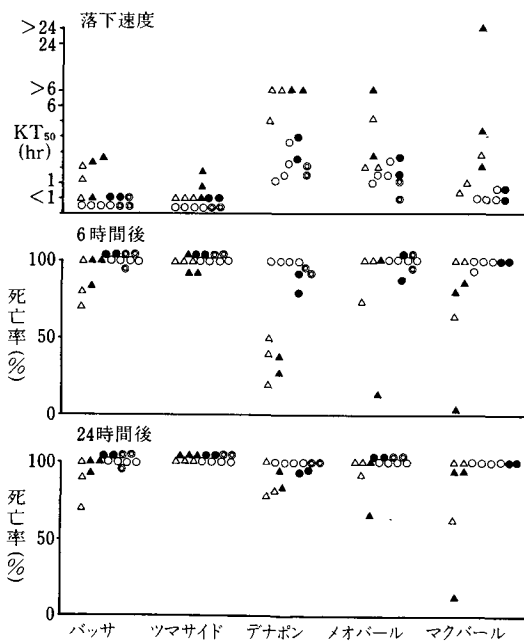 落下速度
>24
24
>6
6
KT50
(hr)
1
<1
6時間後
100
50
0
死亡率(%)
24時間後
100
50
0
死亡率(%)
バッサ ツマサイド デナポン メオバール マクバール